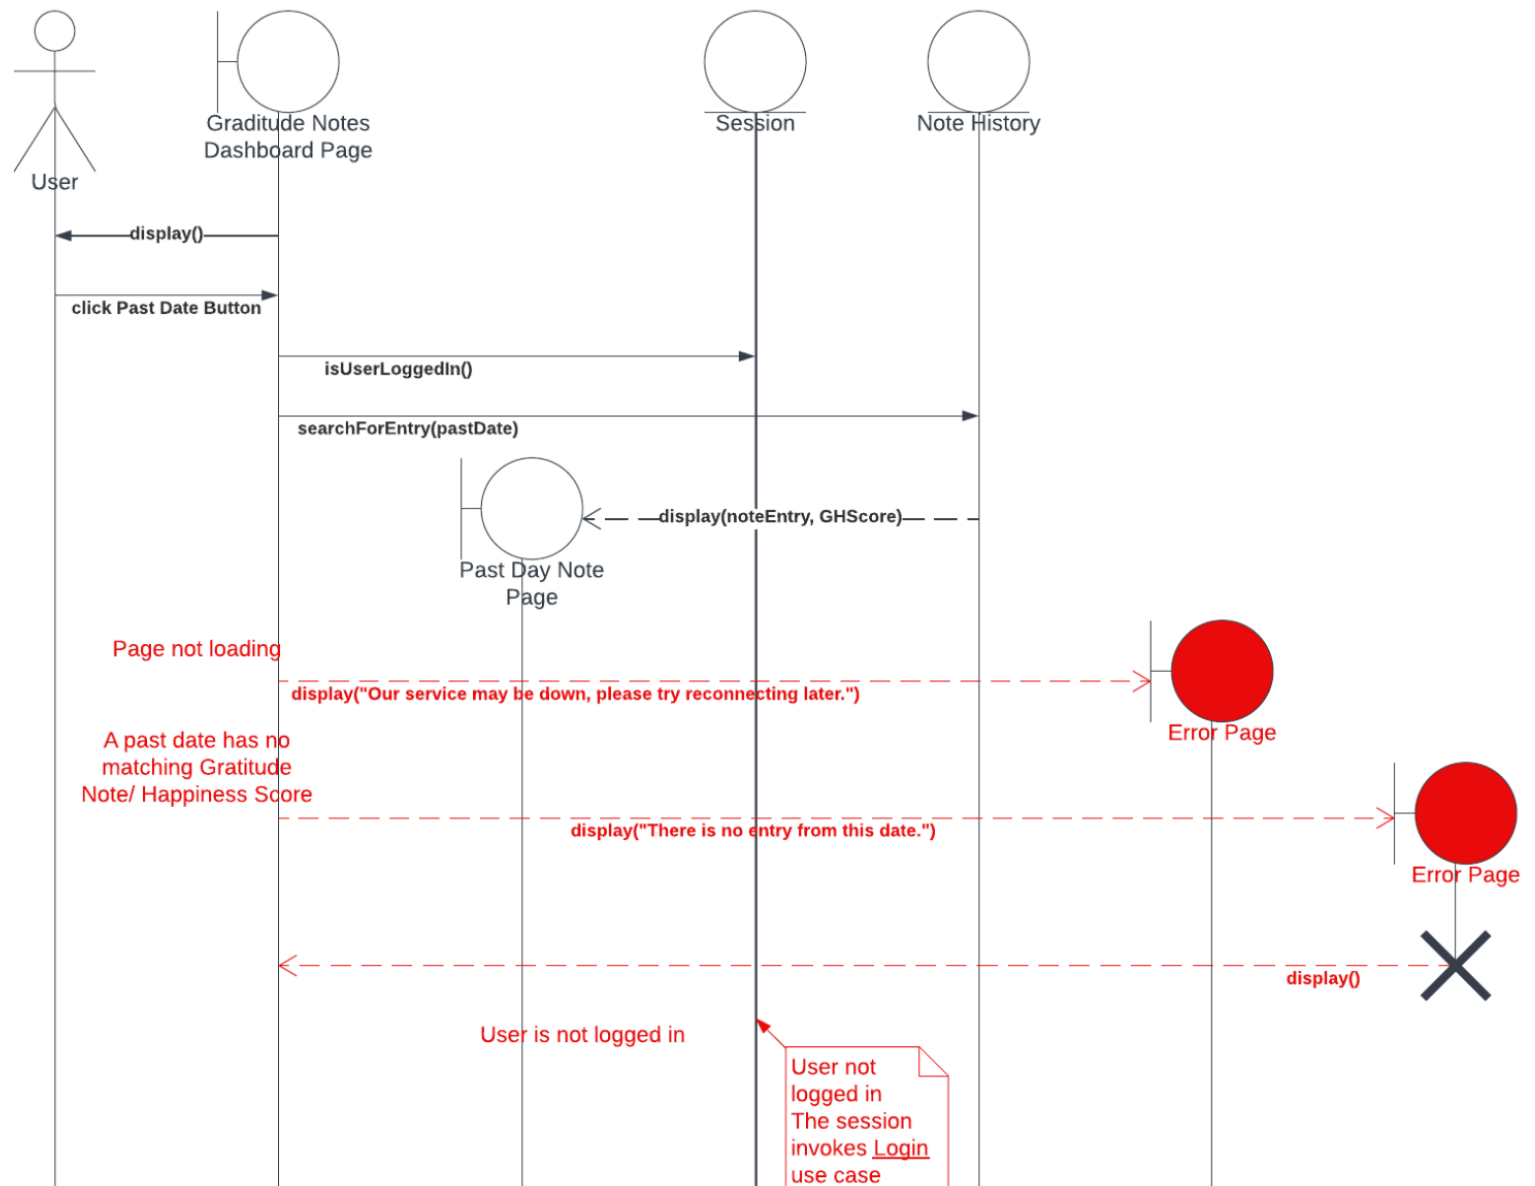 User
Graditude Notes
Dashboard Page
Session
Note History
display()
click Past Date Button
isUserLoggedIn()
searchForEntry(pastDate)
display(noteEntry, GHScore)
Past Day Note
Page
Page not loading
display("Our service may be down, please try reconnecting later.")
Error Page
A past date has no
matching Gratitude
Note/ Happiness Score
display("There is no entry from this date.")
Error Page
display()
User is not logged in
User not
logged in
The session
invokes Login
use case